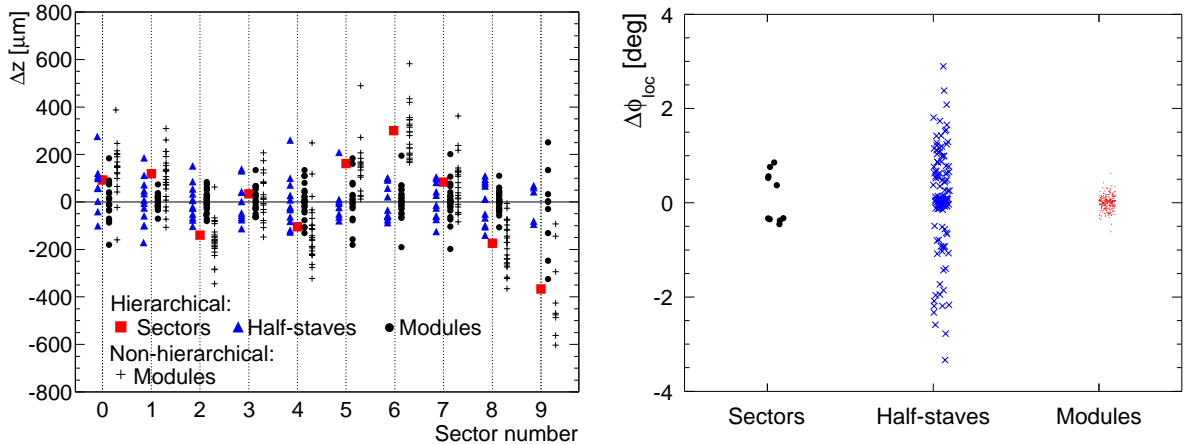 Δz [μm]
800
600
400
200
0
-200
-400
-600
-800
Hierarchical:
Sectors Half-staves Modules
Non-hierarchical:
Modules
0 1 2 3 4 5 6 7 8 9
Sector number
Δϕloc [deg]
4
2
0
-2
-4
Sectors Half-staves Modules